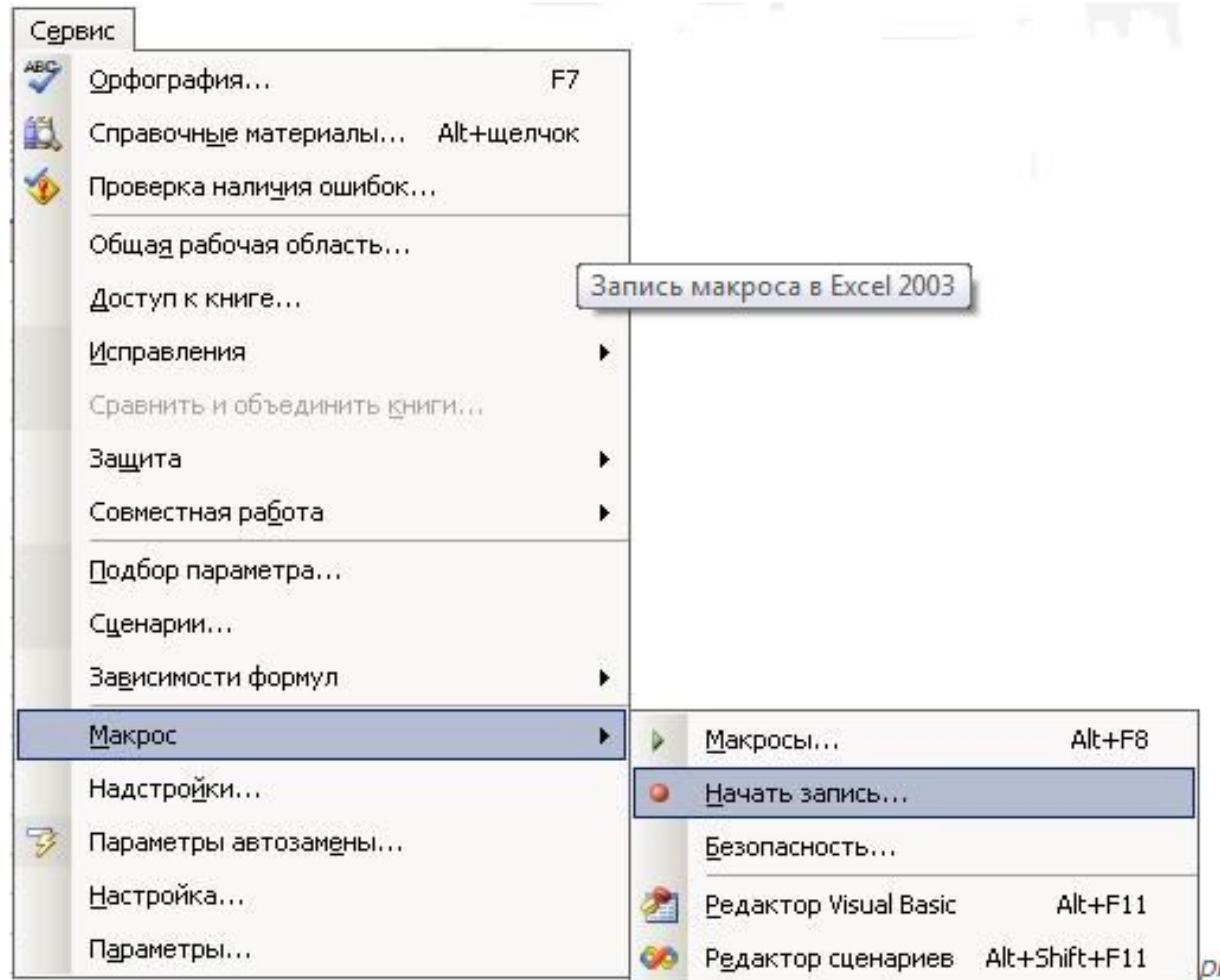 Сервис
ABC
Орфография... F7
Справочные материалы... Alt+щелчок
Проверка наличия ошибок...
Общая рабочая область...
Запись макроса в Excel 2003
Доступ к книге...
Исправления
Сравнить и объединить книги...
Защита
Совместная работа
Подбор параметра...
Сценарии...
Зависимости формул
Макрос
Макросы... Alt+F8
Надстройки...
Начать запись...
Параметры автозамены...
Безопасность...
Настройка...
Редактор Visual Basic Alt+F11
Параметры...
Редактор сценариев Alt+Shift+F11